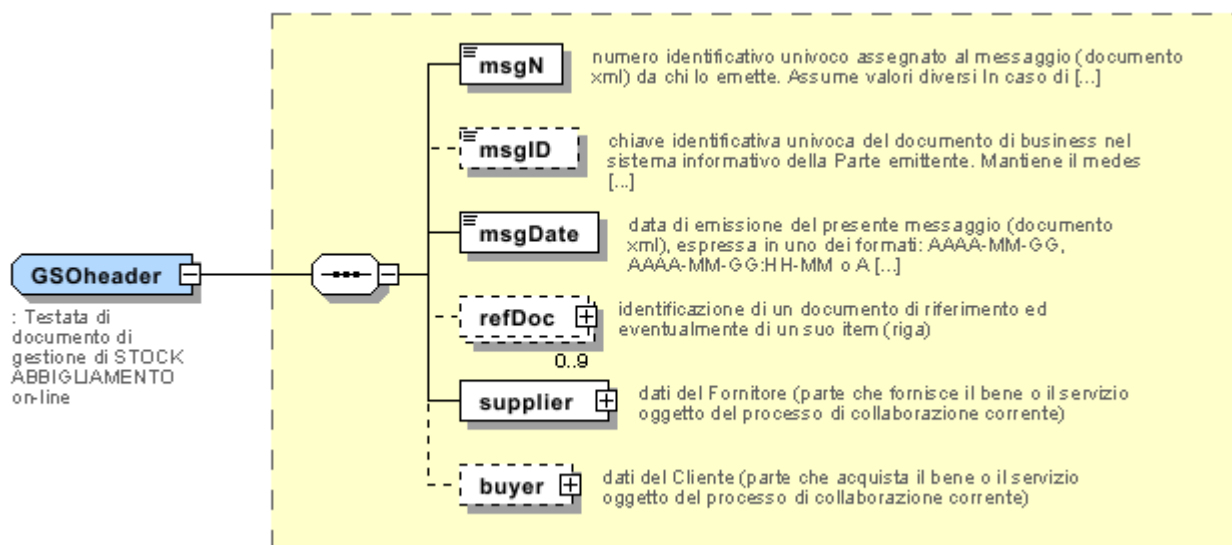 msgN
numero identificativo univoco assegnato al messaggio (documento
xml) da chi lo emette. Assume valori diversi In caso di [...]
msgID
chiave identificativa univoca del documento di business nel
sistema informativo della Parte emittente. Mantiene il medes
[...]
msgDate
data di emissione del presente messaggio (documento
xml), espressa in uno dei formati: AAAA-MM-GG,
AAAA-MM-GG:HH-MM o A [...]
GSOheader
: Testata di
documento di
gestione di STOCK
ABBIGLIAMENTO
on-line
refDoc
identificazione di un documento di riferimento ed
eventualmente di un suo item (riga)
0..9
supplier
dati del Fornitore (parte che fornisce il bene o il servizio
oggetto del processo di collaborazione corrente)
buyer
dati del Cliente (parte che acquista il bene o il servizio
oggetto del processo di collaborazione corrente)